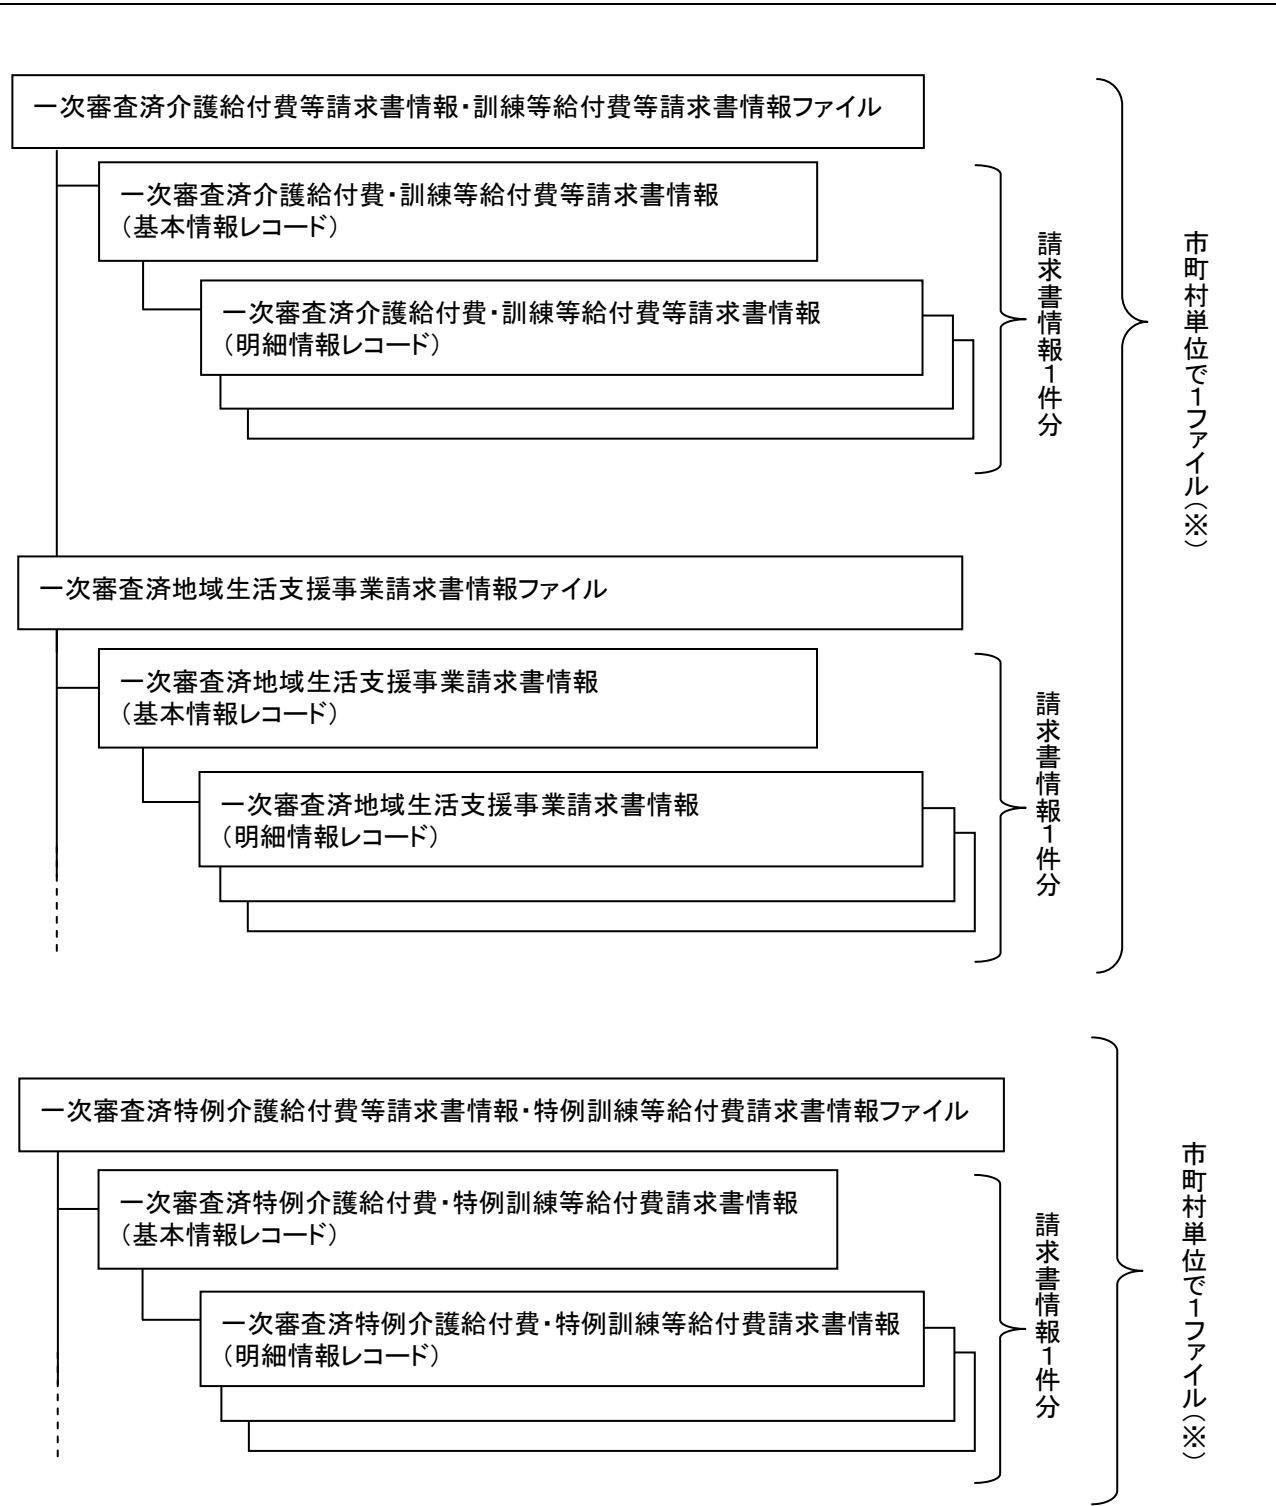 一次審査済介護給付費等請求書情報・訓練等給付費等請求書情報ファイル
一次審査済介護給付費・訓練等給付費等請求書情報
（基本情報レコード）
一次審査済介護給付費・訓練等給付費等請求書情報
（明細情報レコード）
請求書情報１件分
市町村単位で１ファイル（※）
一次審査済地域生活支援事業請求書情報ファイル
一次審査済地域生活支援事業請求書情報
（基本情報レコード）
一次審査済地域生活支援事業請求書情報
（明細情報レコード）
請求書情報１件分
一次審査済特例介護給付費等請求書情報・特例訓練等給付費請求書情報ファイル
一次審査済特例介護給付費・特例訓練等給付費請求書情報
（基本情報レコード）
一次審査済特例介護給付費・特例訓練等給付費請求書情報
（明細情報レコード）
請求書情報１件分
市町村単位で１ファイル（※）